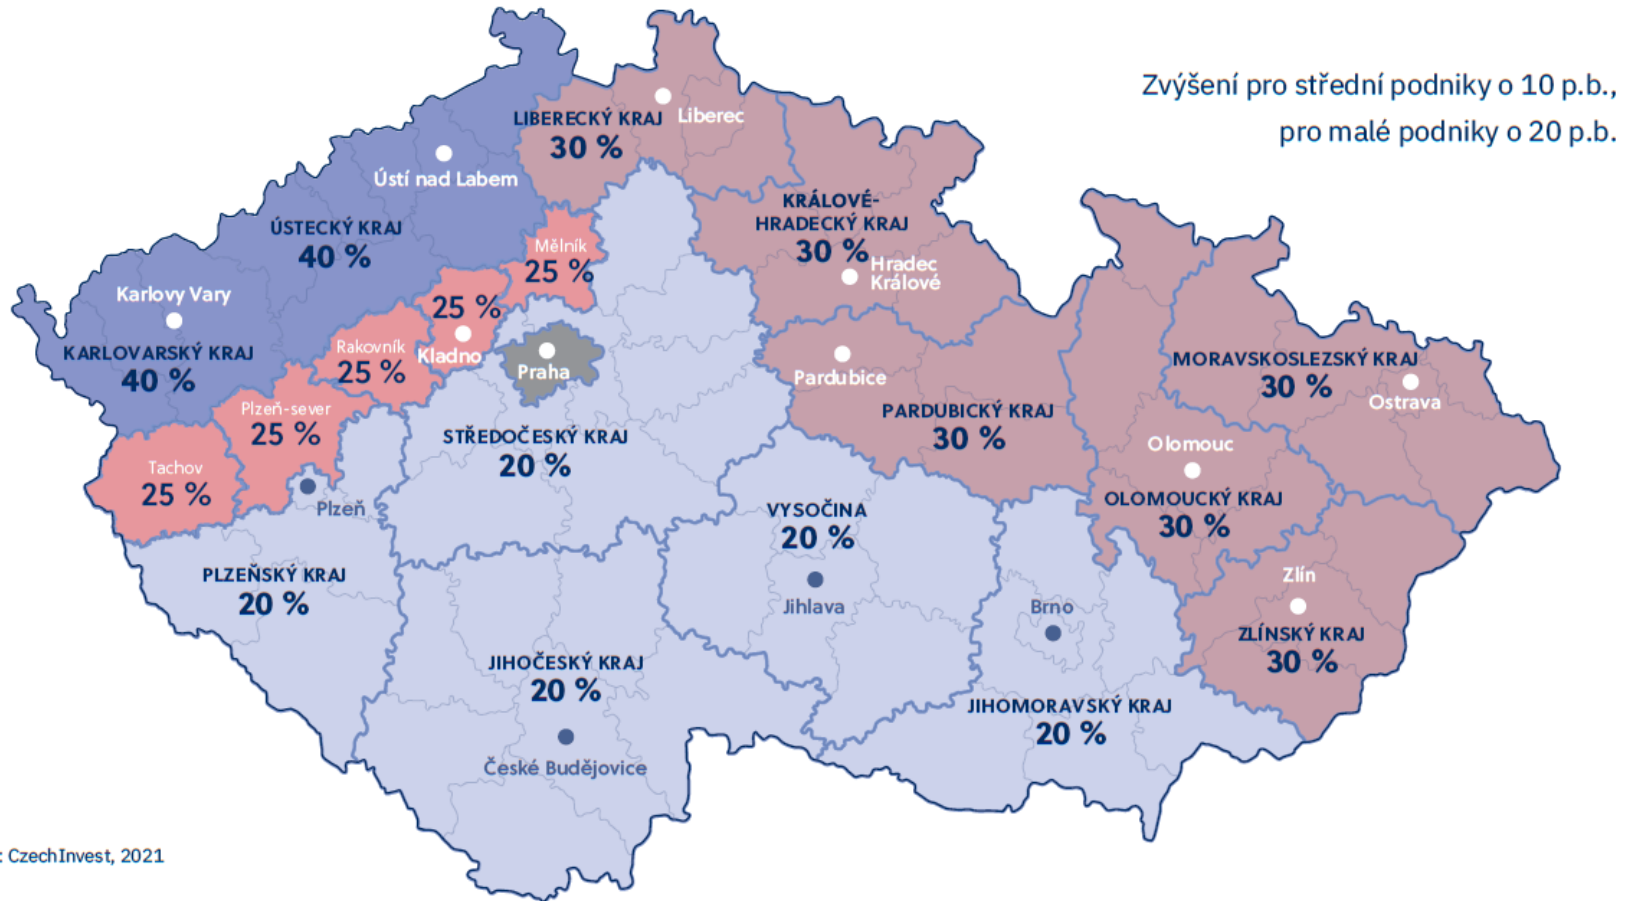 Zvýšení pro střední podniky o 10 p.b.,
pro malé podniky o 20 p.b.
LIBERECKÝ KRAJ
30 %
Liberec
Ústí nad Labem
ÚSTECKÝ KRAJ
40 %
KRÁLOVÉ-
HRADECKÝ KRAJ
30 %
Hradec
Králové
Mělník
25 %
Karlovy Vary
KARLOVARSKÝ KRAJ
40 %
25 %
Kladno
Rakovník
25 %
Praha
Plzeň-sever
25 %
Tachov
25 %
Plzeň
STŘEDOČESKÝ KRAJ
20 %
Pardubice
PARDUBICKÝ KRAJ
30 %
MORAVSKOSLEZSKÝ KRAJ
30 %
Ostrava
Olomouc
OLOMOUCKÝ KRAJ
30 %
VYSOČINA
20 %
Jihlava
PLZEŇSKÝ KRAJ
20 %
Brno
Zlín
ZLÍNSKÝ KRAJ
30 %
JIHOČESKÝ KRAJ
20 %
České Budějovice
JIHOMORAVSKÝ KRAJ
20 %
: CzechInvest, 2021